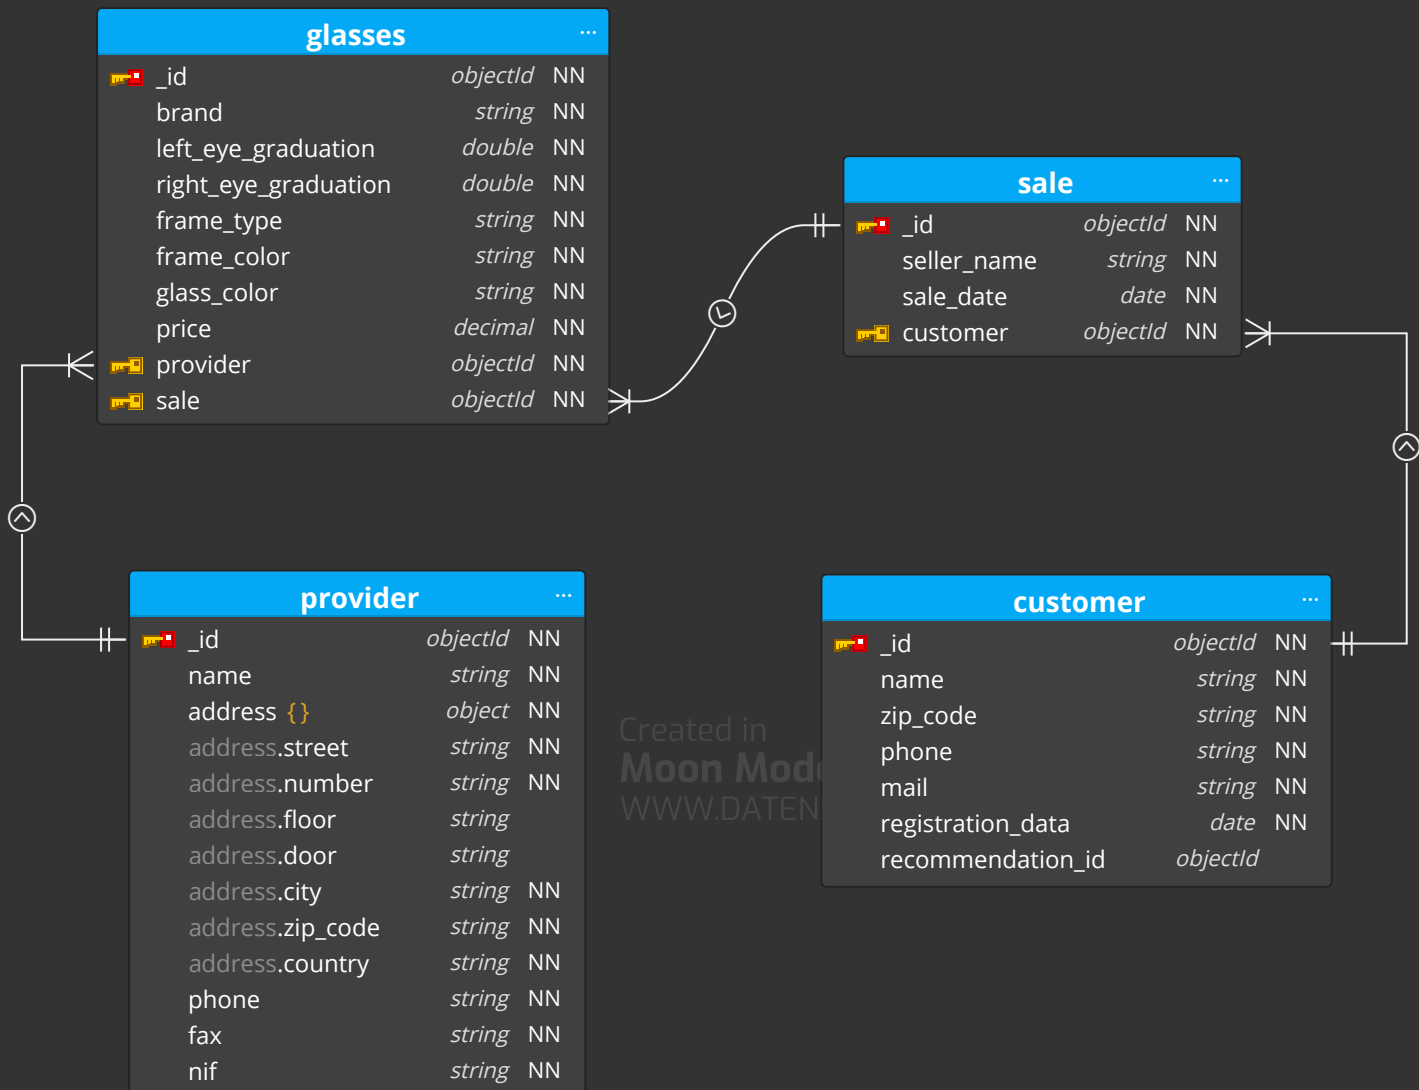 glasses ...
_id objectId NN
brand string NN
left_eye_graduation double NN
right_eye_graduation double NN
frame_type string NN
frame_color string NN
glass_color string NN
price decimal NN
provider objectId NN
sale objectId NN
sale ...
_id objectId NN
seller_name string NN
sale_date date NN
customer objectId NN
provider ...
_id objectId NN
name string NN
address {} object NN
address.street string NN
address.number string NN
address.floor string
address.door string
address.city string NN
address.zip_code string NN
address.country string NN
phone string NN
fax string NN
nif string NN
Created in
Moon Mod
WWW.DATEN
customer ...
_id objectId NN
name string NN
zip_code string NN
phone string NN
mail string NN
registration_data date NN
recommendation_id objectId